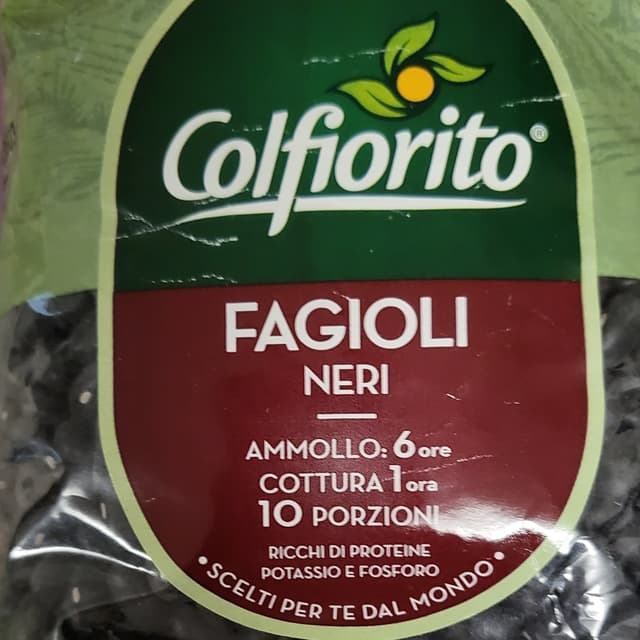 Colfiorito®
FAGIOLI
NERI
AMMOLLO: 6 ore
COTTURA 1 ora
10 PORZIONI
RICCHI DI PROTEINE
POTASSIO E FOSFORO
• SCELTI PER TE DAL MONDO •